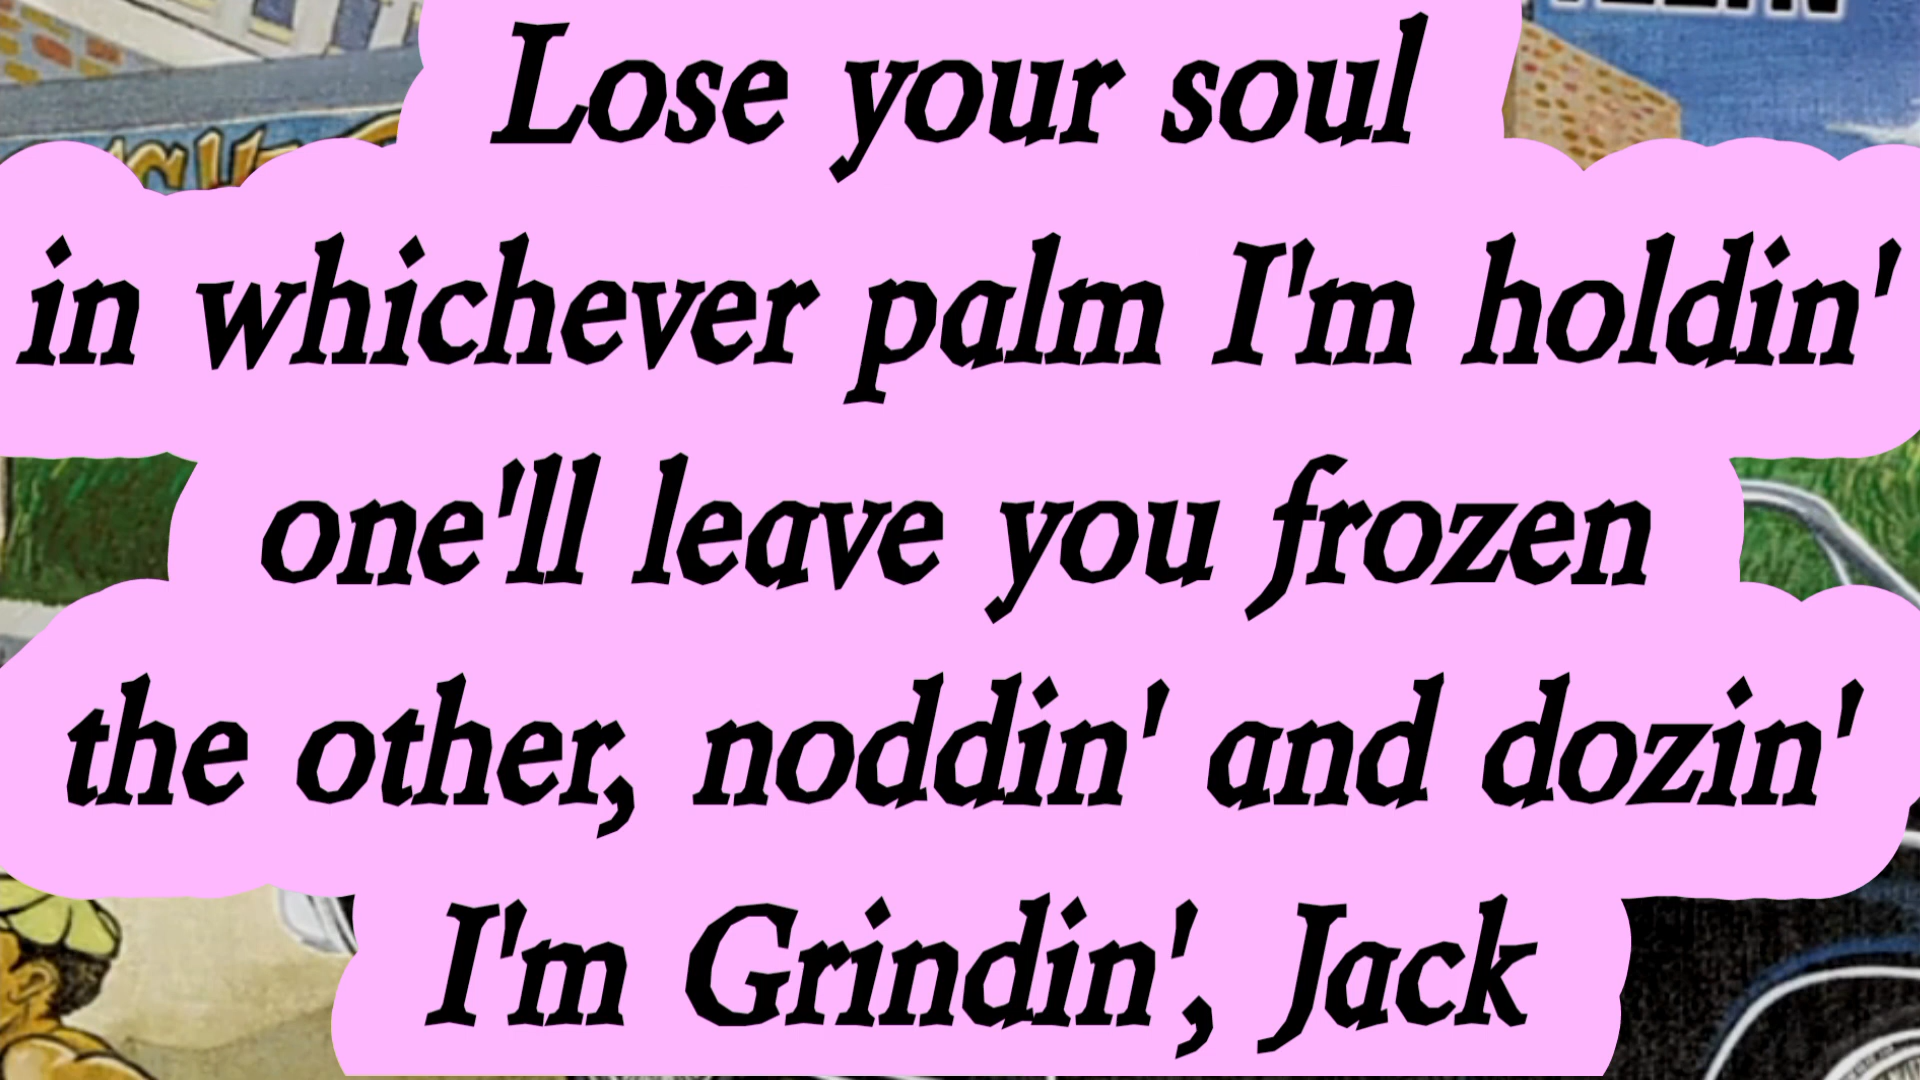 Lose your soul
in whichever palm I'm holdin'
one'll leave you frozen
the other, noddin' and dozin'
I'm Grindin', Jack